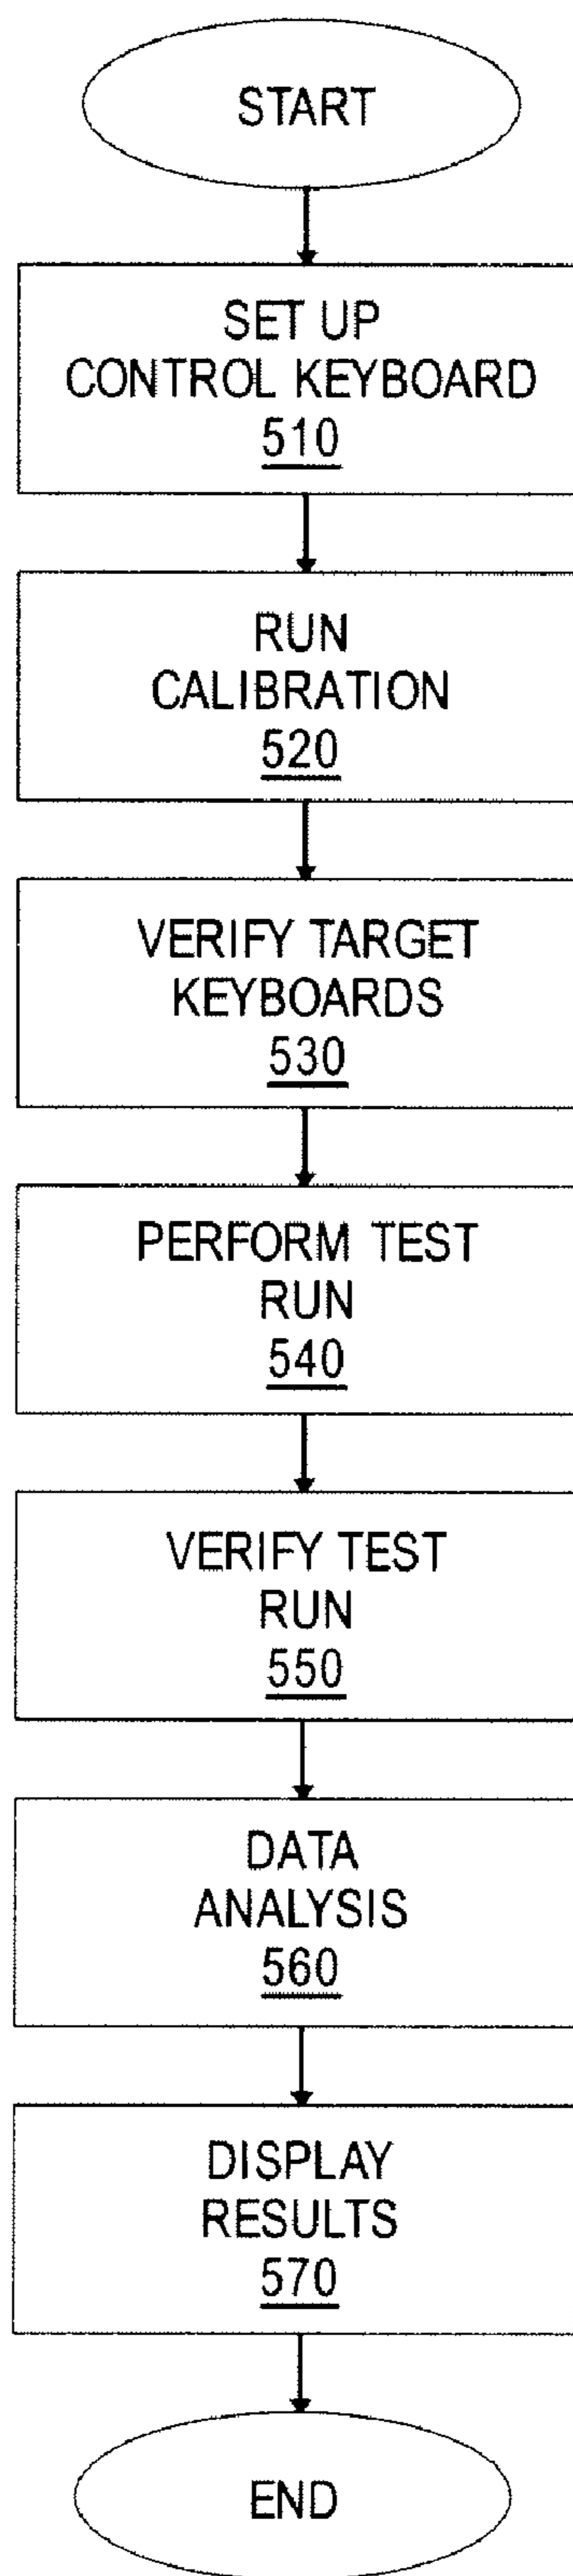 START
SET UP
CONTROL KEYBOARD
510
RUN
CALIBRATION
520
VERIFY TARGET
KEYBOARDS
530
PERFORM TEST
RUN
540
VERIFY TEST
RUN
550
DATA
ANALYSIS
560
DISPLAY
RESULTS
570
END